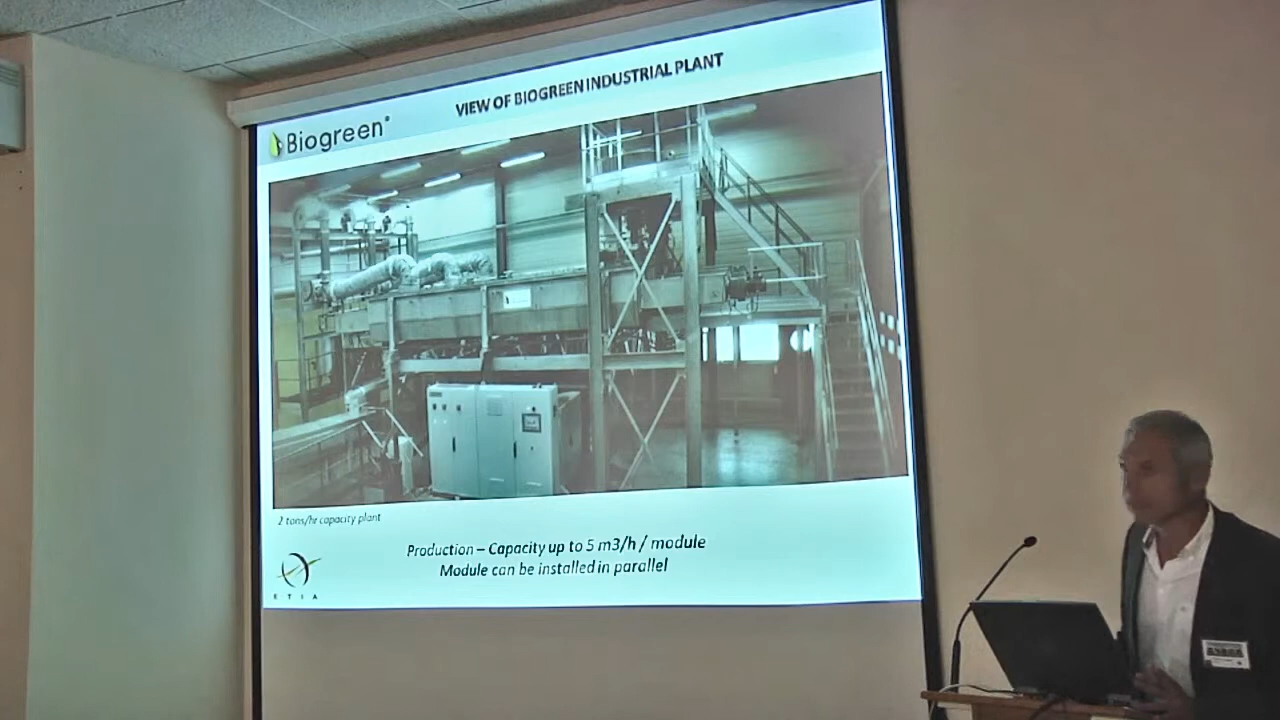 VIEW OF BIOGREEN INDUSTRIAL PLANT
Biogreen®
2 tons/hr capacity plant
Production – Capacity up to 5 m3/h / module
Module can be installed in parallel
ETIA